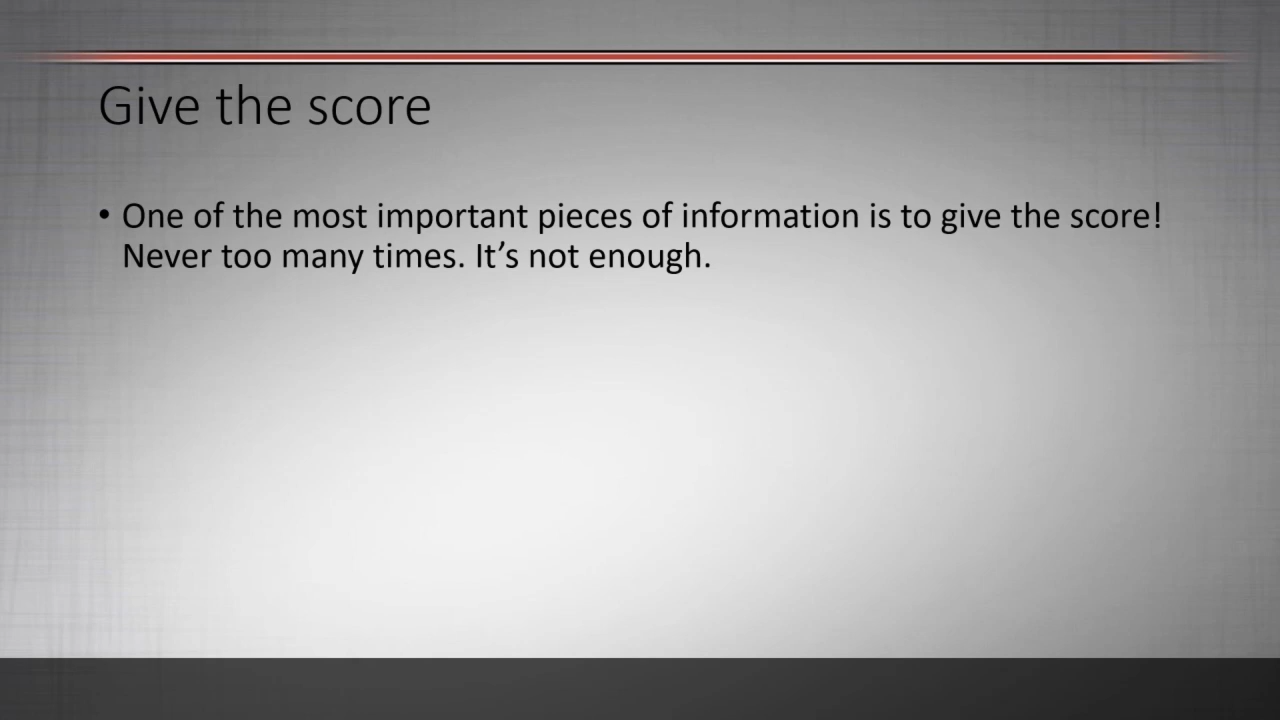 Give the score
• One of the most important pieces of information is to give the score!
Never too many times. It’s not enough.